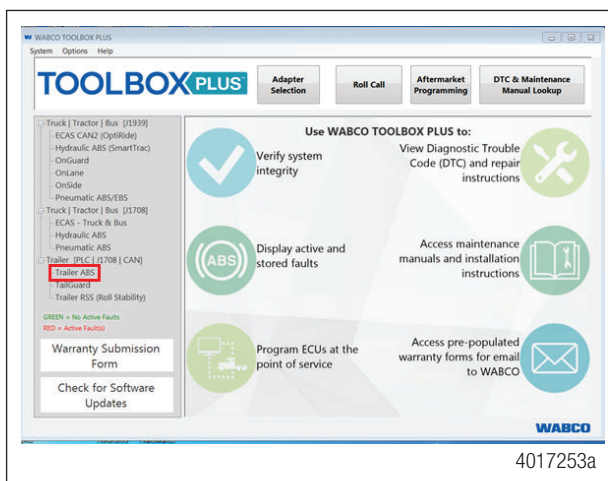 WABCO TOOLBOX PLUS
System Options Help
TOOLBOX PLUS
Adapter
Selection
Roll Call
Aftermarket
Programming
DTC & Maintenance
Manual Lookup
Truck | Tractor | Bus [J1939]
ECAS CAN2 (OptiRide)
Hydraulic ABS (SmartTrac)
OnGuard
OnLane
OnSide
Pneumatic ABS/EBS
Truck | Tractor | Bus [J1708]
ECAS - Truck & Bus
Hydraulic ABS
Pneumatic ABS
Trailer [PLC | J1708 | CAN]
Trailer ABS
TailGuard
Trailer RSS (Roll Stability)
GREEN = No Active Faults
RED = Active Fault(s)
Warranty Submission
Form
Check for Software
Updates
Use WABCO TOOLBOX PLUS to:
Verify system
integrity
View Diagnostic Trouble
Code (DTC) and repair
instructions
ABS
Display active and
stored faults
Access maintenance
manuals and installation
instructions
Program ECUs at the
point of service
Access pre-populated
warranty forms for email
to WABCO
WABCO
4017253a